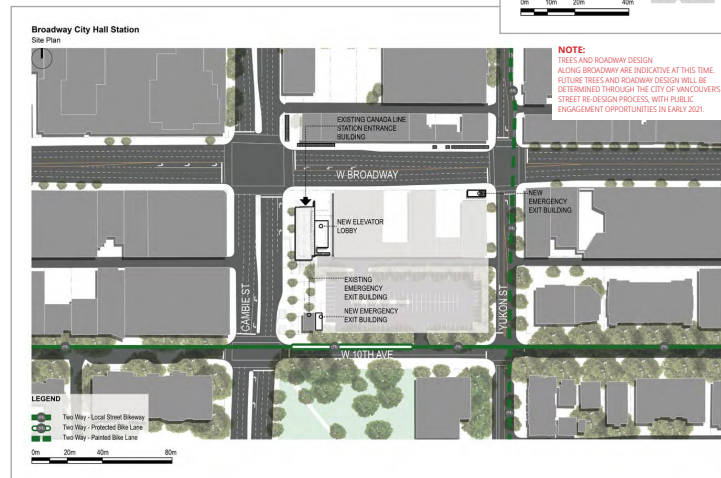 0m 10m 20m 40m
Broadway City Hall Station
Site Plan
NOTE:
TREES AND ROADWAY DESIGN
ALONG BROADWAY ARE INDICATIVE AT THIS TIME.
FUTURE TREES AND ROADWAY DESIGN WILL BE
DETERMINED THROUGH THE CITY OF VANCOUVER'S
STREET RE-DESIGN PROCESS, WITH PUBLIC
ENGAGEMENT OPPORTUNITIES IN EARLY 2021.
EXISTING CANADA LINE
STATION ENTRANCE
BUILDING
W BROADWAY
NEW
EMERGENCY
EXIT BUILDING
NEW ELEVATOR
LOBBY
EXISTING
EMERGENCY
EXIT BUILDING
NEW EMERGENCY
EXIT BUILDING
CAMBIE ST
YUKON ST
W 10TH AVE
LEGEND
Two Way - Local Street Bikeway
Two Way - Protected Bike Lane
Two Way - Painted Bike Lane
0m 20m 40m 80m